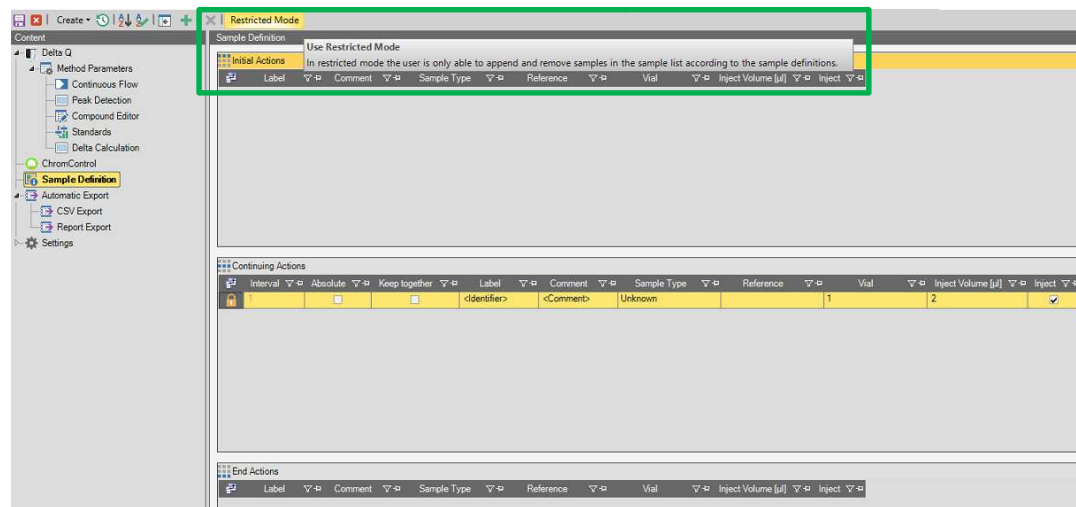 Create
Restricted Mode
Content
Sample Definition
Use Restricted Mode
In restricted mode the user is only able to append and remove samples in the sample list according to the sample definitions.
Delta Q
Method Parameters
Continuous Flow
Peak Detection
Compound Editor
Standards
Delta Calculation
ChromControl
Sample Definition
Automatic Export
CSV Export
Report Export
Settings
Initial Actions
Label Comment Sample Type Reference Vial Inject Volume [µl] Inject
Continuing Actions
Interval Absolute Keep together Label Comment Sample Type Reference Vial Inject Volume [µl] Inject
1 <Identifier> <Comment> Unknown 1 2
End Actions
Label Comment Sample Type Reference Vial Inject Volume [µl] Inject